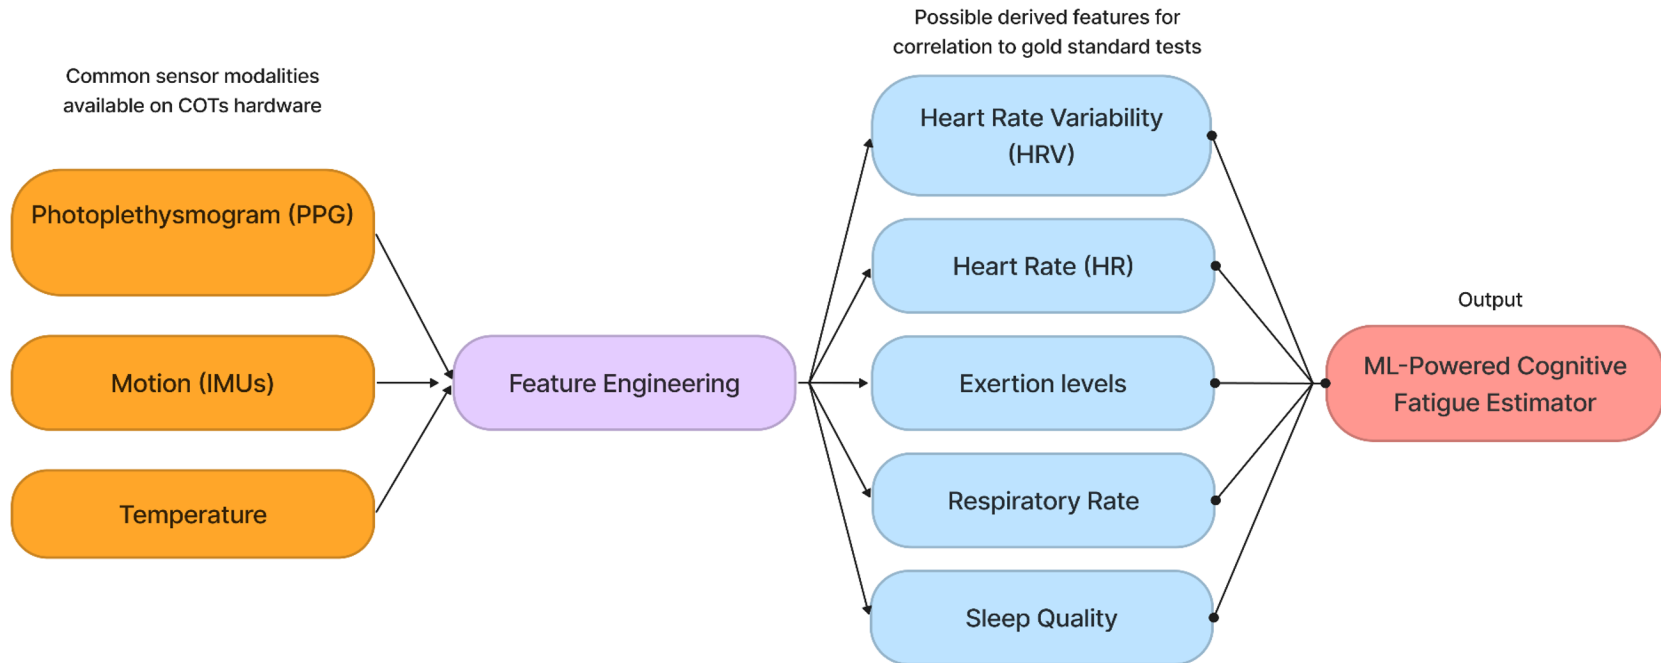 Common sensor modalities
available on COTs hardware
Photoplethysmogram (PPG)
Motion (IMUs)
Temperature
Feature Engineering
Possible derived features for
correlation to gold standard tests
Heart Rate Variability
(HRV)
Heart Rate (HR)
Exertion levels
Respiratory Rate
Sleep Quality
Output
ML-Powered Cognitive
Fatigue Estimator